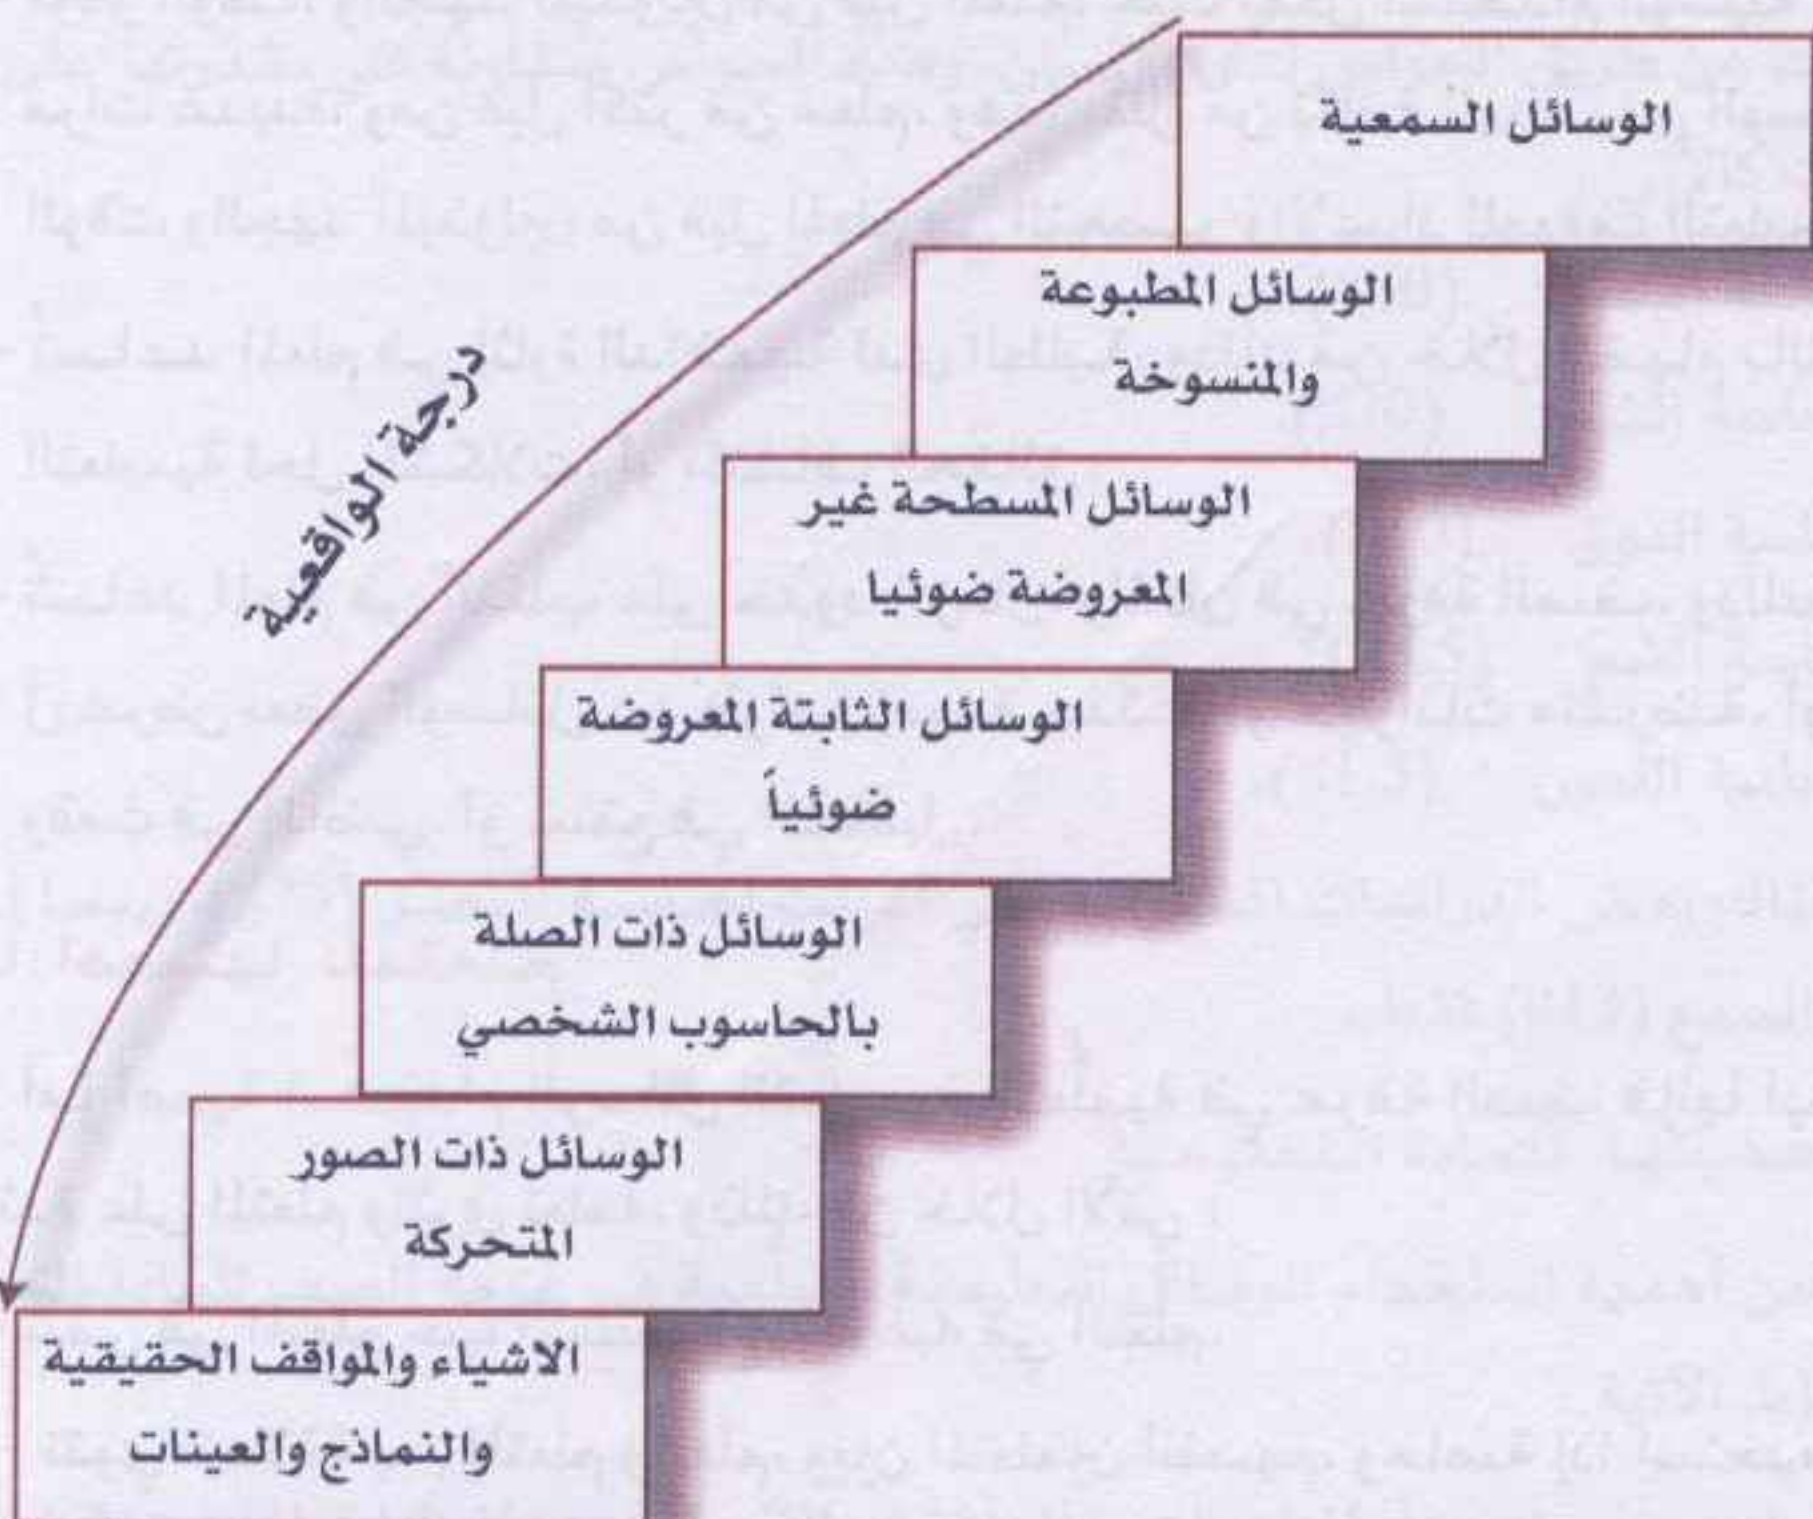 الوسائل السمعية
الوسائل المطبوعة
والمنسوخة
درجة الواقعية
الوسائل المسطحة غير
المعروضة ضوئيا
الوسائل الثابتة المعروضة
ضوئياً
الوسائل ذات الصلة
بالحاسوب الشخصي
الوسائل ذات الصور
المتحركة
الاشياء والمواقف الحقيقية
والنماذج والعينات